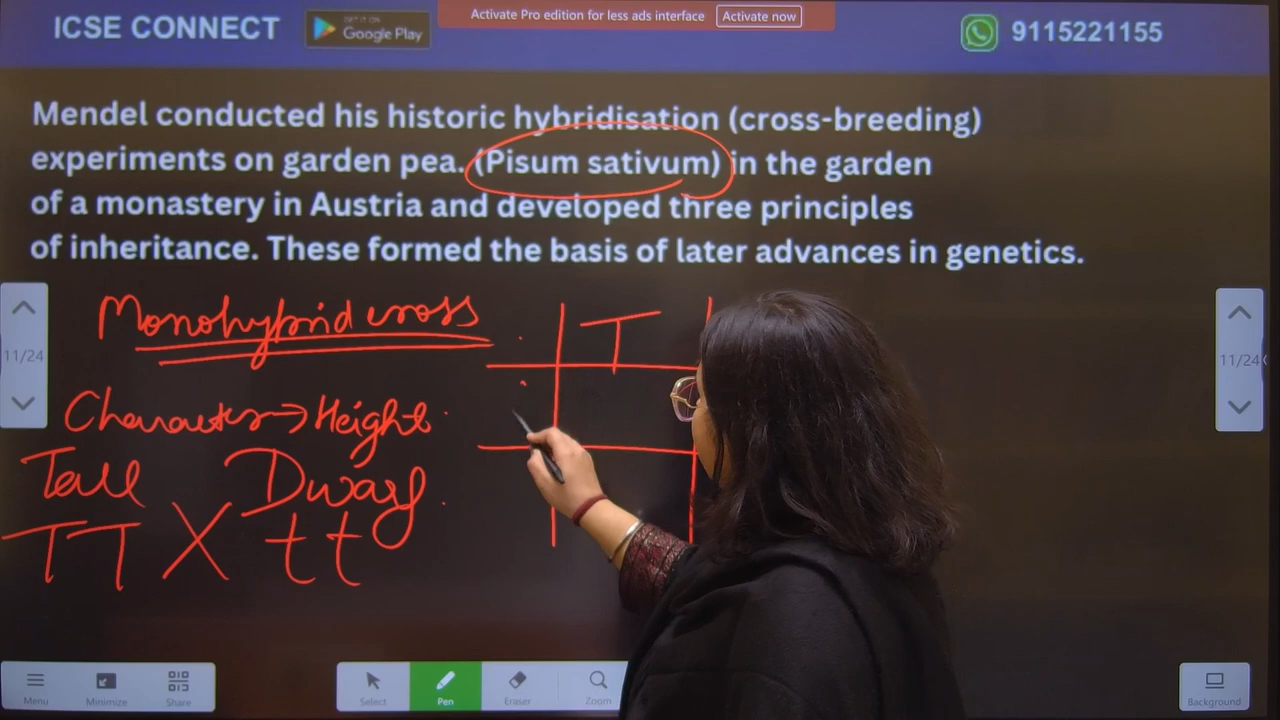 ICSE CONNECT
GET IT ON
Google Play
Activate Pro edition for less ads interface
Activate now
9115221155
Mendel conducted his historic hybridisation (cross-breeding)
experiments on garden pea. (Pisum sativum) in the garden
of a monastery in Austria and developed three principles
of inheritance. These formed the basis of later advances in genetics.
Monohybrid cross
T
11/24
11/24
Character → Height
Tall Dwarf
TT X tt
Menu
Minimize
Share
Select
Pen
Eraser
Zoom
Background